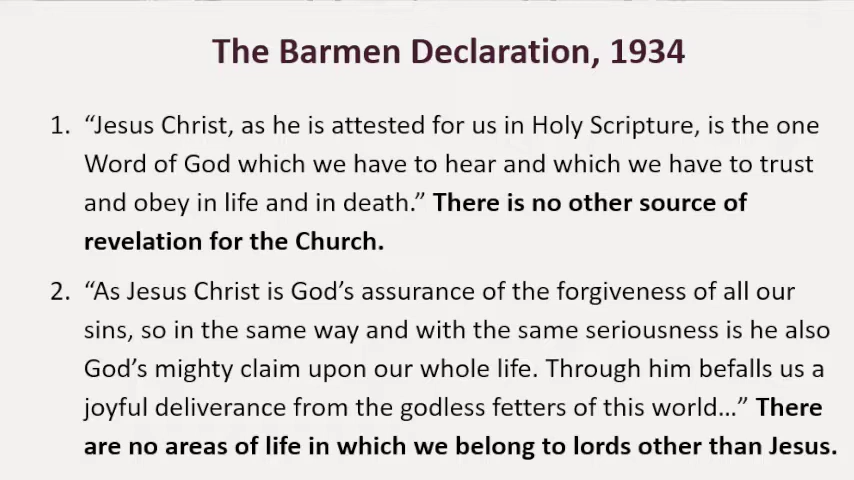 The Barmen Declaration, 1934
1. “Jesus Christ, as he is attested for us in Holy Scripture, is the one
Word of God which we have to hear and which we have to trust
and obey in life and in death.” There is no other source of
revelation for the Church.
2. “As Jesus Christ is God’s assurance of the forgiveness of all our
sins, so in the same way and with the same seriousness is he also
God’s mighty claim upon our whole life. Through him befalls us a
joyful deliverance from the godless fetters of this world…” There
are no areas of life in which we belong to lords other than Jesus.